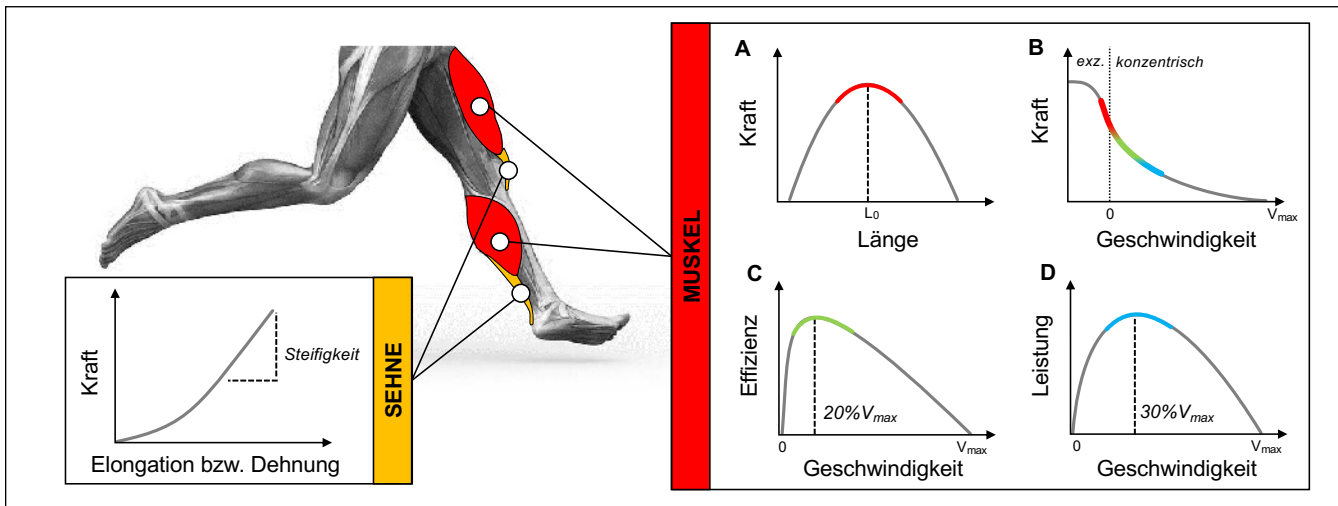 Kraft
Steifigkeit
Elongation bzw. Dehnung
SEHNE
MUSKEL
A
Kraft
L₀
Länge
B
exz.
konzentrisch
Kraft
0
Vmax
Geschwindigkeit
C
Effizienz
20%Vmax
0
Vmax
Geschwindigkeit
D
Leistung
30%Vmax
0
Vmax
Geschwindigkeit